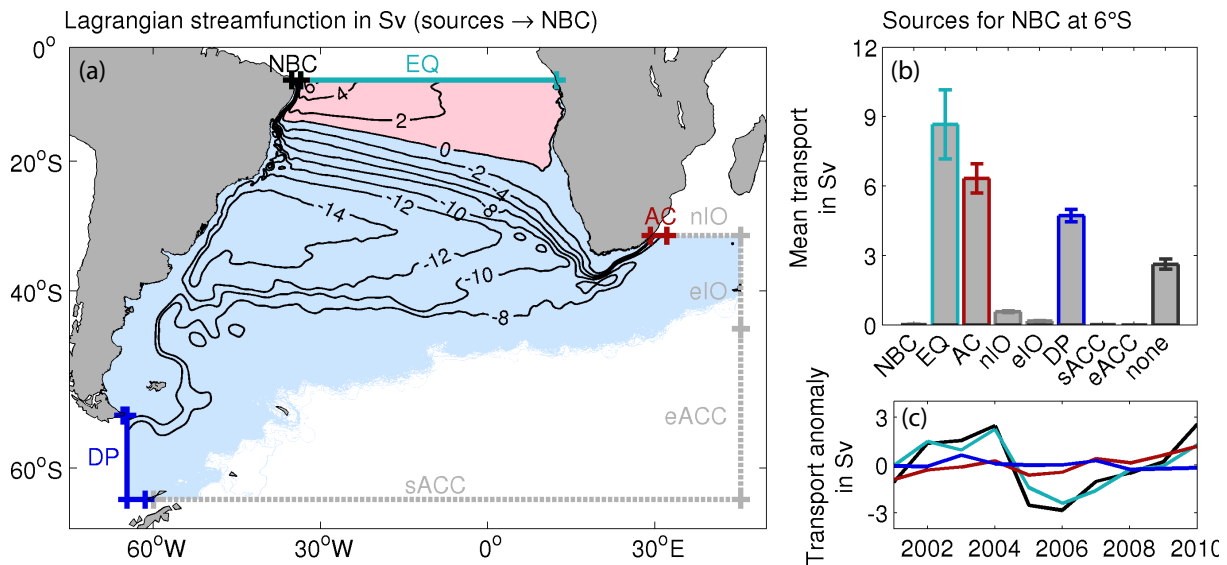 Lagrangian streamfunction in Sv (sources → NBC)
0°
20°S
40°S
60°S
60°W
30°W
0°
30°E
(a)
NBC
EQ
6
4
2
0
-2
-4
-8
-10
-12
-14
-12
-10
-8
AC
nIO
eIO
eACC
sACC
DP
Sources for NBC at 6°S
Mean transport
in Sv
12
9
6
3
0
(b)
NBC
EQ
AC
nIO
eIO
DP
sACC
eACC
none
Transport anomaly
in Sv
3
0
-3
(c)
2002
2004
2006
2008
2010